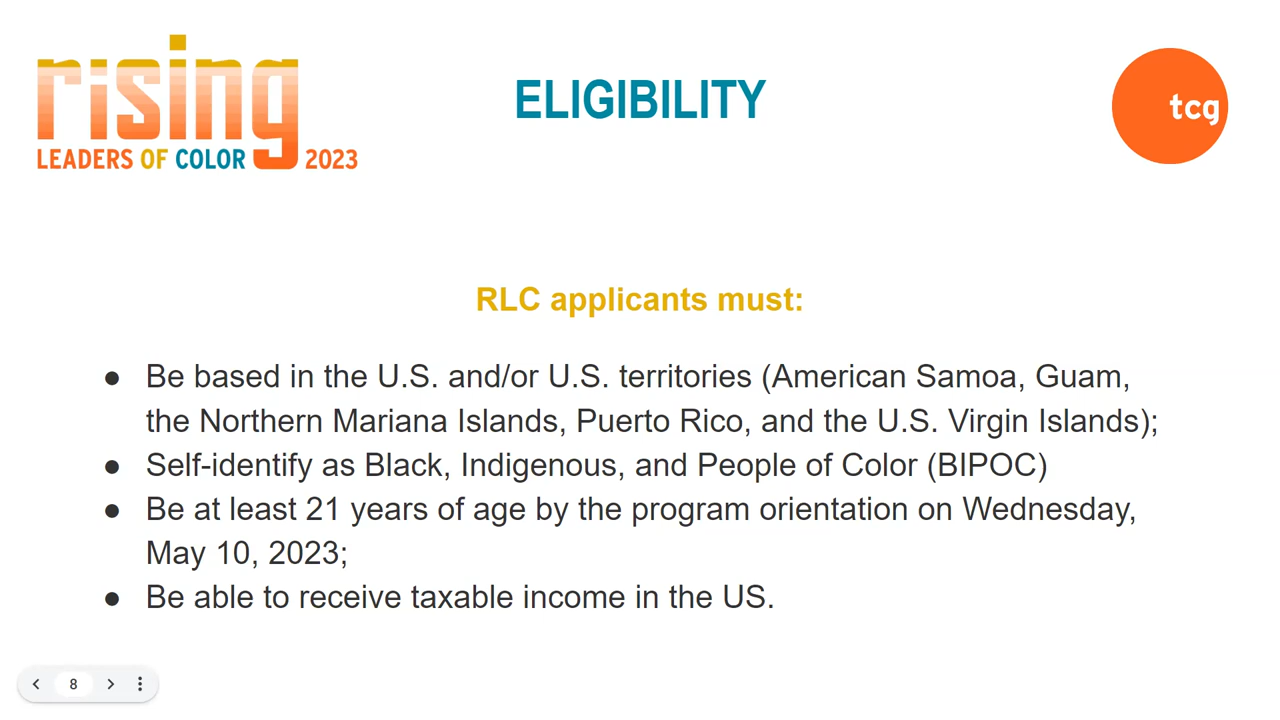 rising
LEADERS OF COLOR 2023
ELIGIBILITY
tcg
RLC applicants must:
● Be based in the U.S. and/or U.S. territories (American Samoa, Guam,
the Northern Mariana Islands, Puerto Rico, and the U.S. Virgin Islands);
● Self-identify as Black, Indigenous, and People of Color (BIPOC)
● Be at least 21 years of age by the program orientation on Wednesday,
May 10, 2023;
● Be able to receive taxable income in the US.
8